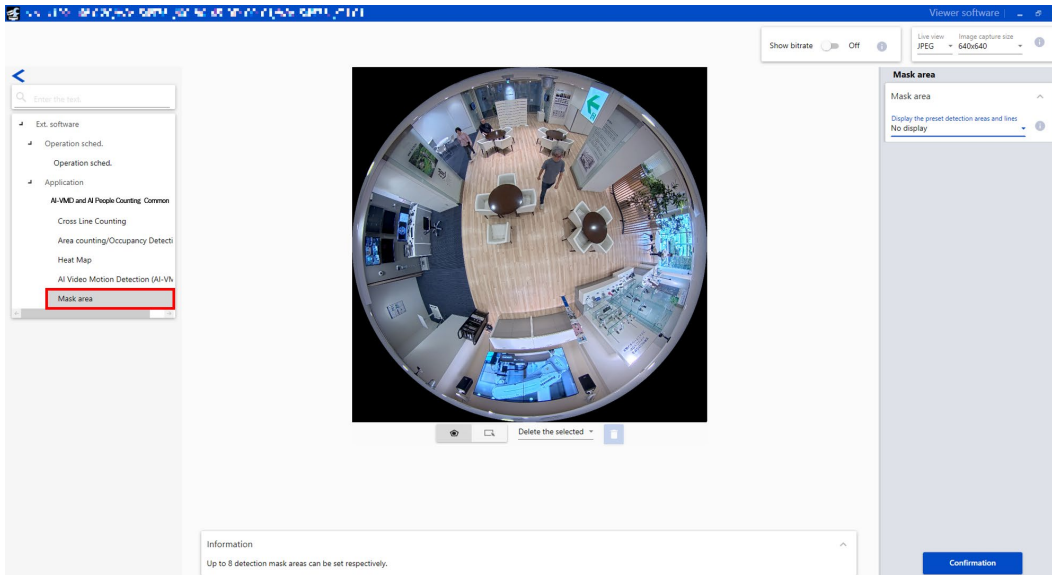 Viewer software
Show bitrate
Off
Live view
JPEG
Image capture size
640x640
Enter the text.
Ext. software
Operation sched.
Operation sched.
Application
AI-VMD and AI People Counting Common
Cross Line Counting
Area counting/Occupancy Detecti
Heat Map
AI Video Motion Detection (AI-VM
Mask area
Delete the selected
Information
Up to 8 detection mask areas can be set respectively.
Mask area
Mask area
Display the preset detection areas and lines
No display
Confirmation